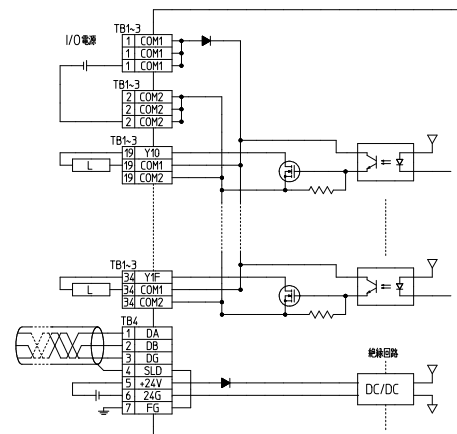 I/O電源
TB1~3
1 COM1
1 COM1
1 COM1
TB1~3
2 COM2
2 COM2
2 COM2
TB1~3
19 Y10
19 COM1
19 COM2
L
TB1~3
34 Y1F
34 COM1
34 COM2
L
TB4
1 DA
2 DB
3 DG
4 SLD
5 +24V
6 24G
7 FG
絶縁回路
DC/DC